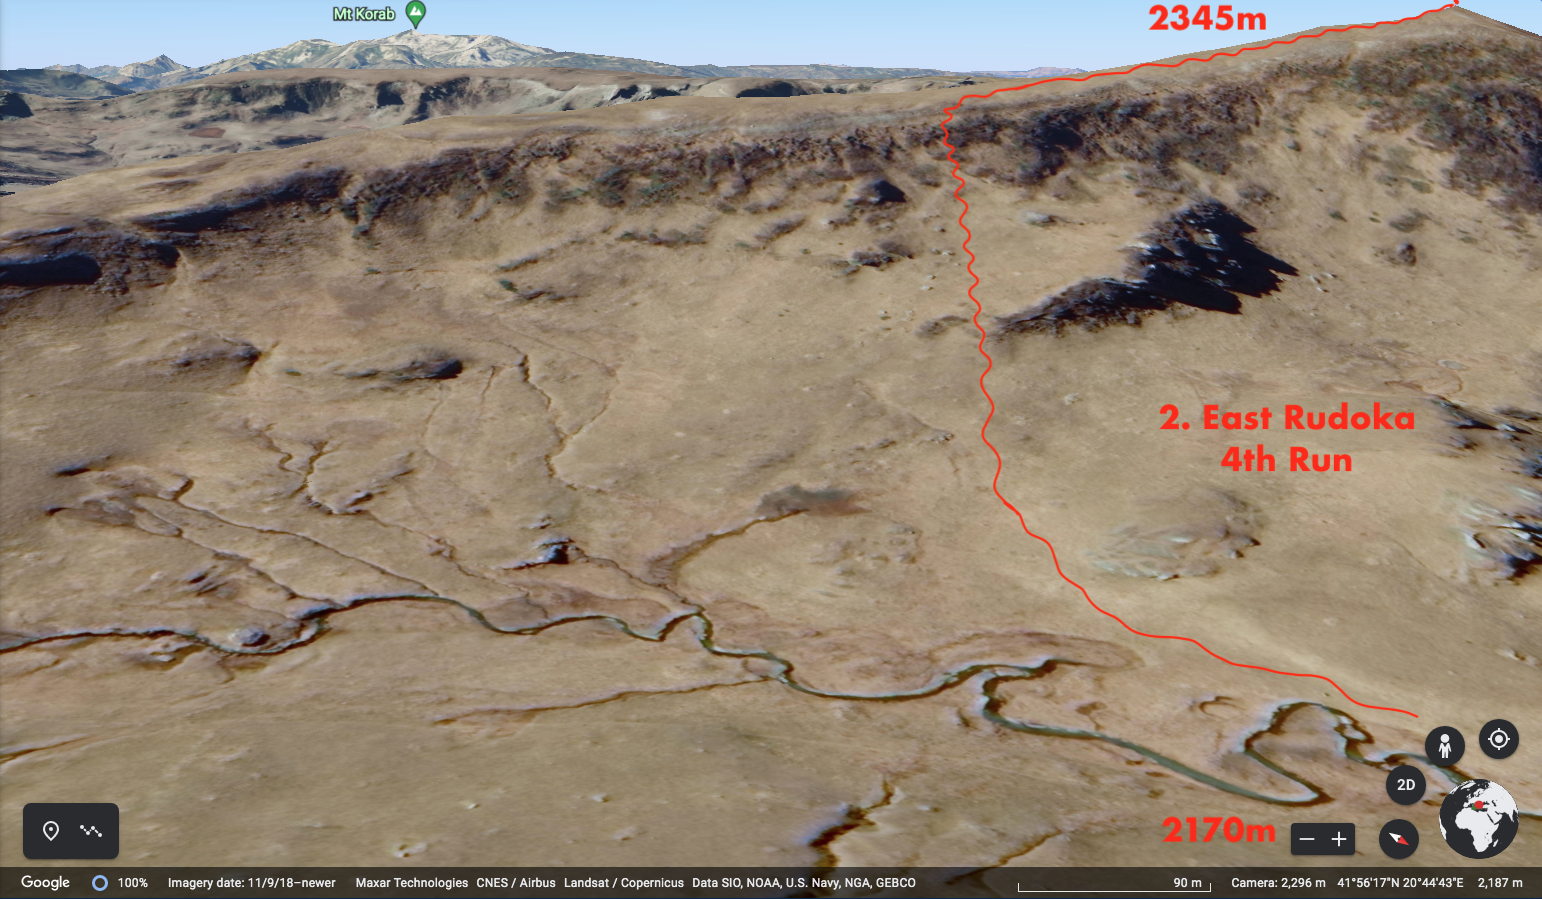 Mt Korab
2345m
2. East Rudoka
4th Run
2D
2170m
Google
100%
Imagery date: 11/9/18–newer
Maxar Technologies CNES / Airbus Landsat / Copernicus Data SIO, NOAA, U.S. Navy, NGA, GEBCO
90 m
Camera: 2,296 m 41°56'17"N 20°44'43"E 2,187 m